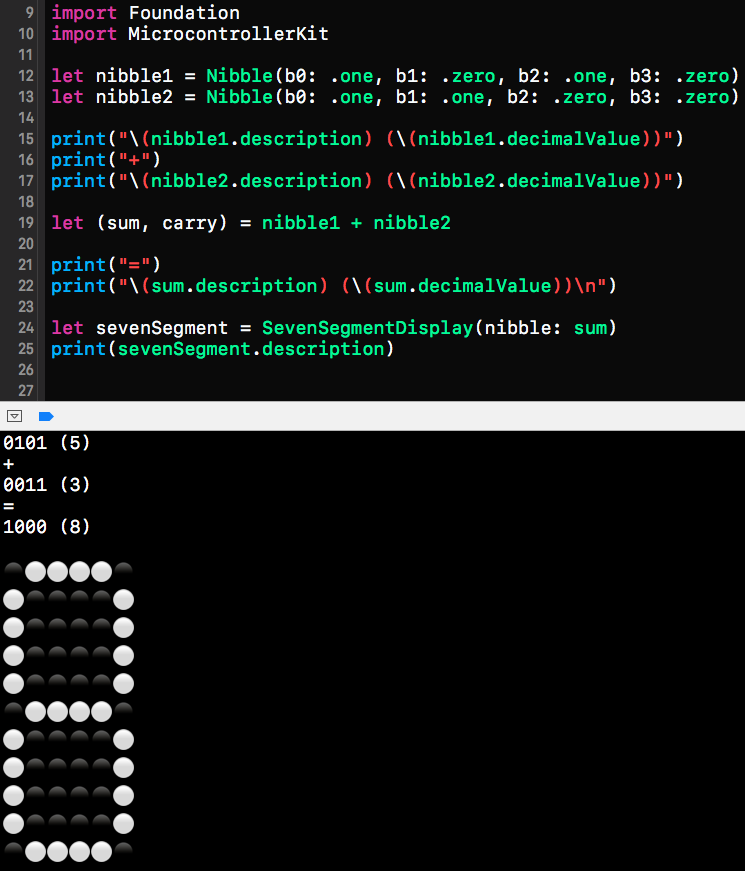 9 import Foundation
10 import MicrocontrollerKit
11
12 let nibble1 = Nibble(b0: .one, b1: .zero, b2: .one, b3: .zero)
13 let nibble2 = Nibble(b0: .one, b1: .one, b2: .zero, b3: .zero)
14
15 print("\(nibble1.description) (\(nibble1.decimalValue))")
16 print("+")
17 print("\(nibble2.description) (\(nibble2.decimalValue))")
18
19 let (sum, carry) = nibble1 + nibble2
20
21 print("=")
22 print("\(sum.description) (\(sum.decimalValue))\n")
23
24 let sevenSegment = SevenSegmentDisplay(nibble: sum)
25 print(sevenSegment.description)
26
27
0101 (5)
+
0011 (3)
=
1000 (8)